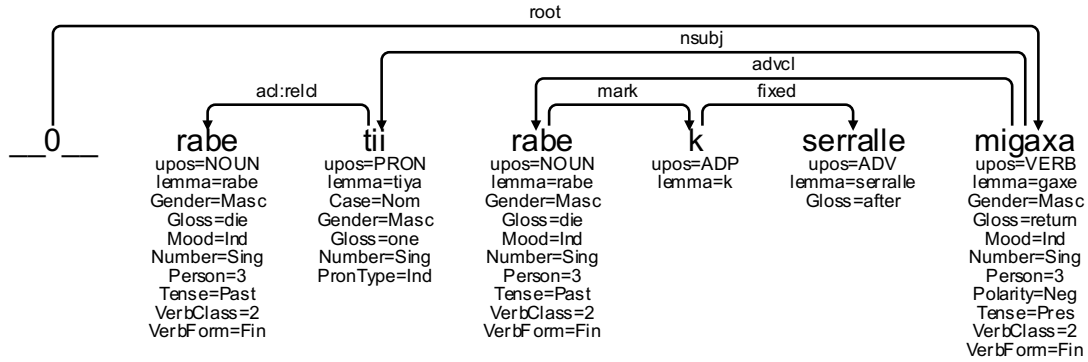 root
nsubj
advcl
acl:relcl mark fixed
__0__ rabe tii rabe k serralle migaxa
upos=NOUN upos=PRON upos=NOUN upos=ADP upos=ADV upos=VERB
lemma=rabe lemma=tiya lemma=rabe lemma=k lemma=serralle lemma=gaxe
Gender=Masc Case=Nom Gender=Masc Gloss=after Gender=Masc
Gloss=die Gender=Masc Gloss=die Gloss=return
Mood=Ind Gloss=one Mood=Ind Mood=Ind
Number=Sing Number=Sing Number=Sing Number=Sing
Person=3 PronType=Ind Person=3 Person=3
Tense=Past Tense=Past Polarity=Neg
VerbClass=2 VerbClass=2 Tense=Pres
VerbForm=Fin VerbForm=Fin VerbClass=2
VerbForm=Fin